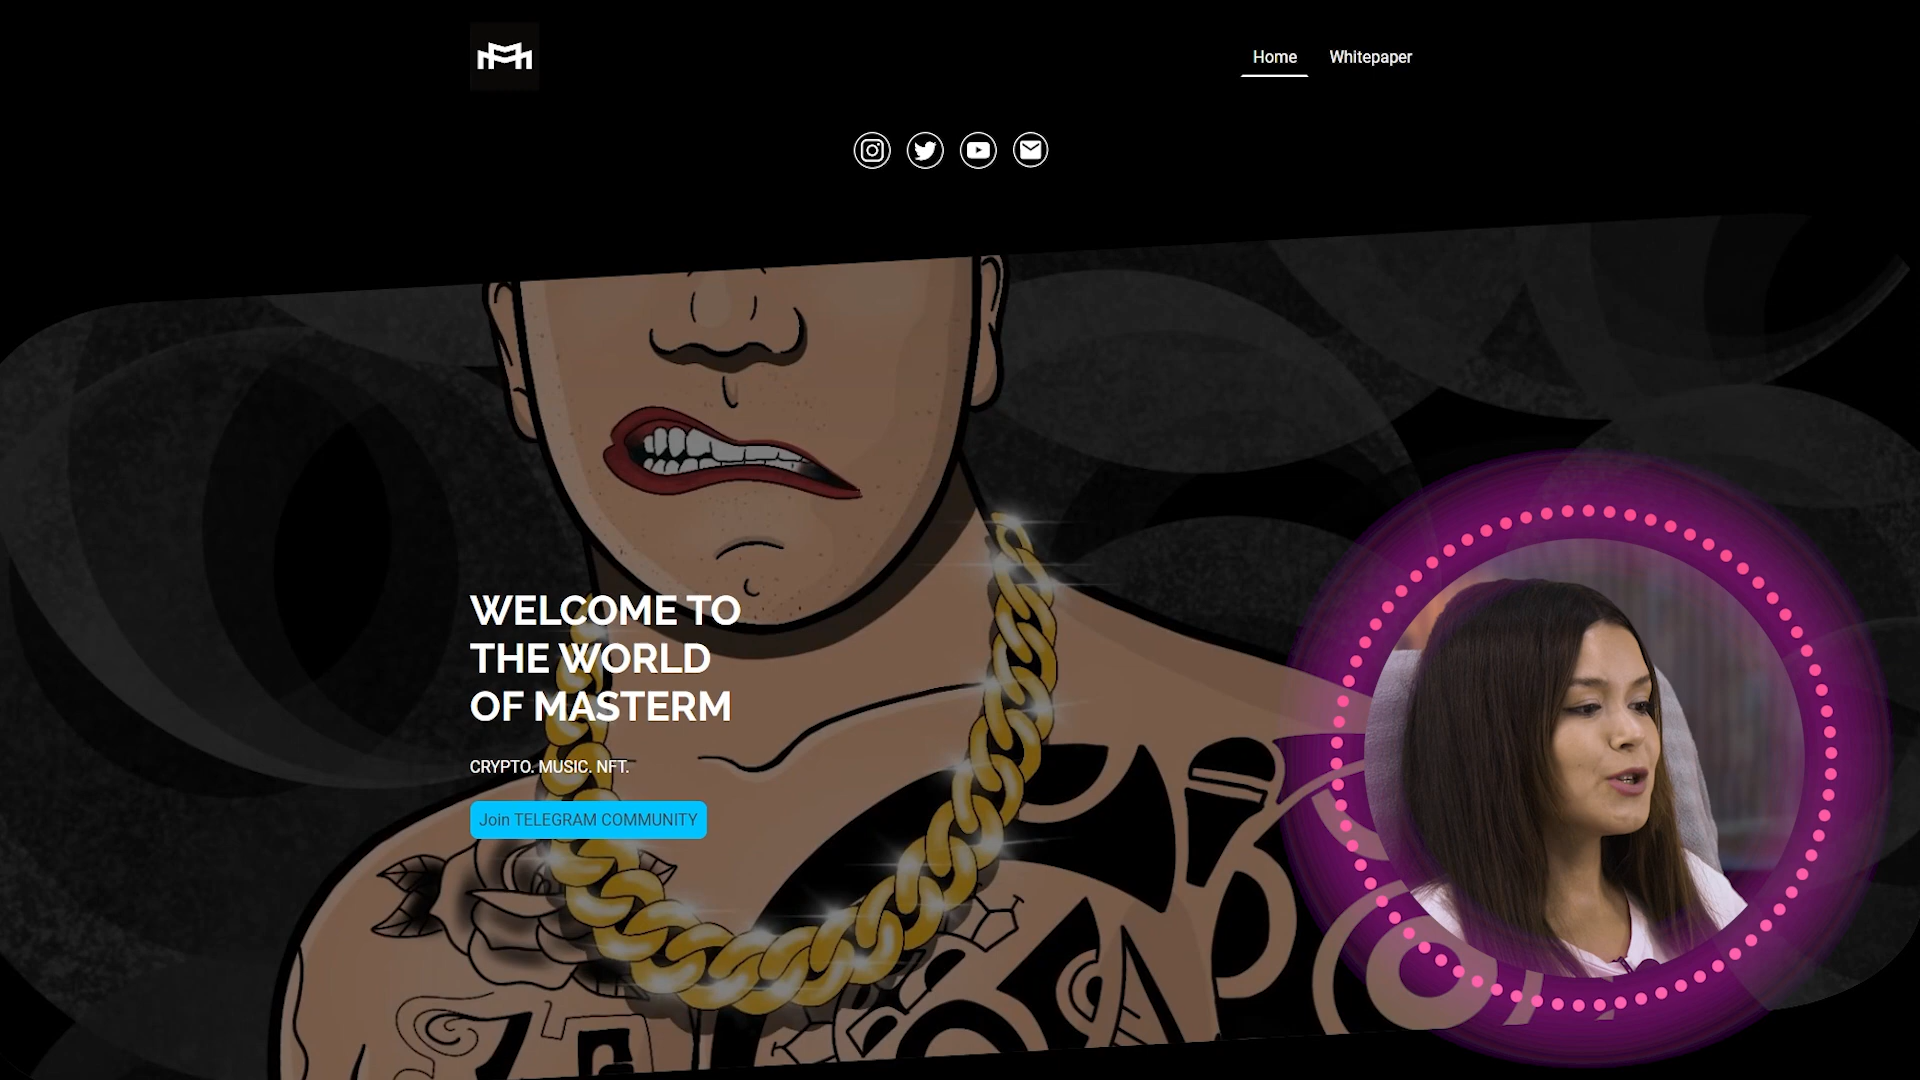 Home
Whitepaper
WELCOME TO
THE WORLD
OF MASTERM
CRYPTO. MUSIC. NFT.
Join TELEGRAM COMMUNITY